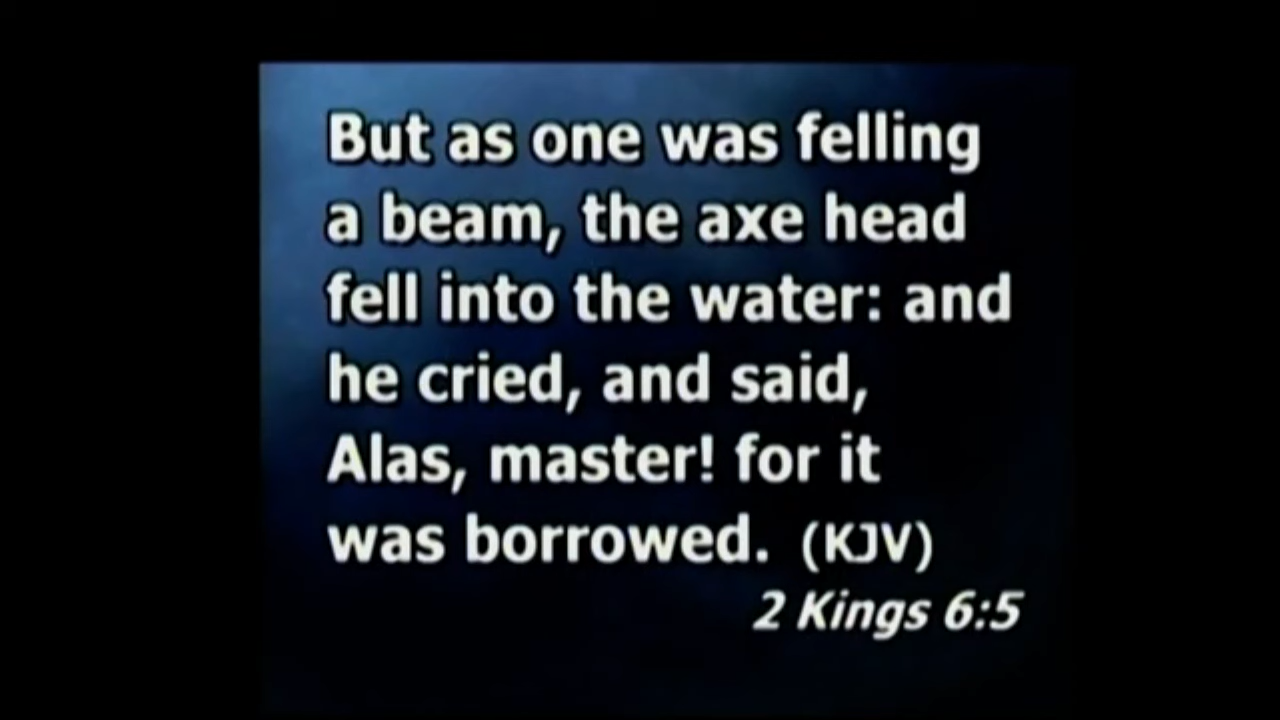 But as one was felling
a beam, the axe head
fell into the water: and
he cried, and said,
Alas, master! for it
was borrowed. (KJV)
2 Kings 6:5